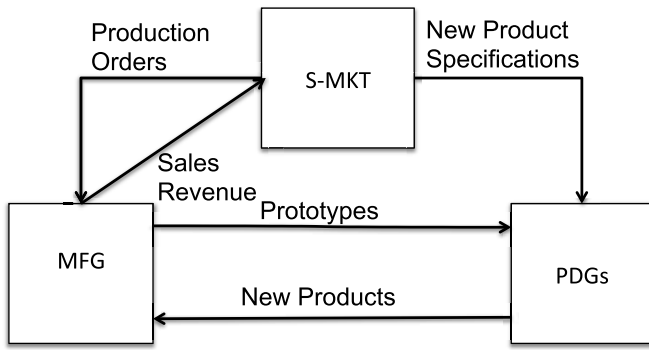 Production
Orders
New Product
Specifications
S-MKT
Sales
Revenue
Prototypes
MFG
PDGs
New Products